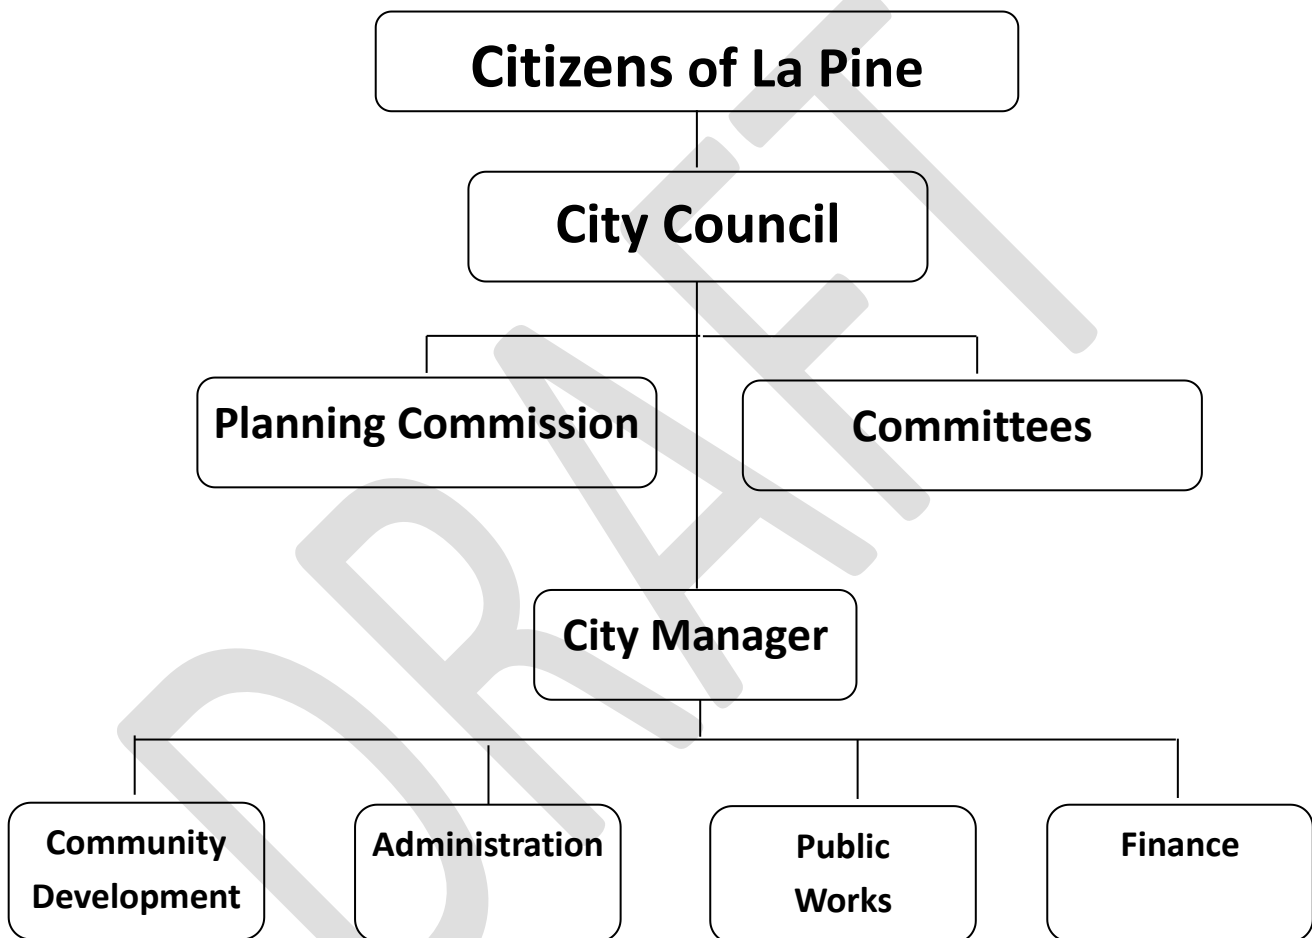 Citizens of La Pine
City Council
Planning Commission
Committees
City Manager
Community
Development
Administration
Public
Works
Finance
DRAFT